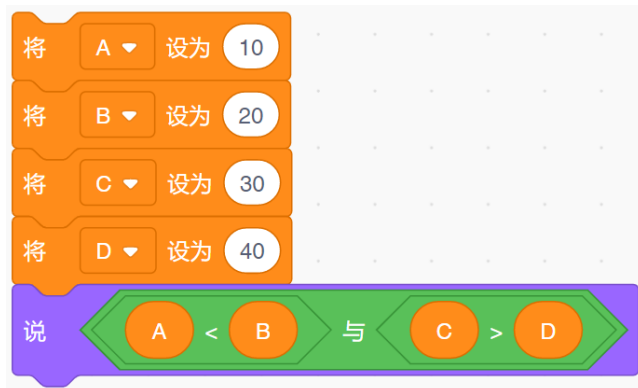 将 A 设为 10
将 B 设为 20
将 C 设为 30
将 D 设为 40
说 A < B 与 C > D